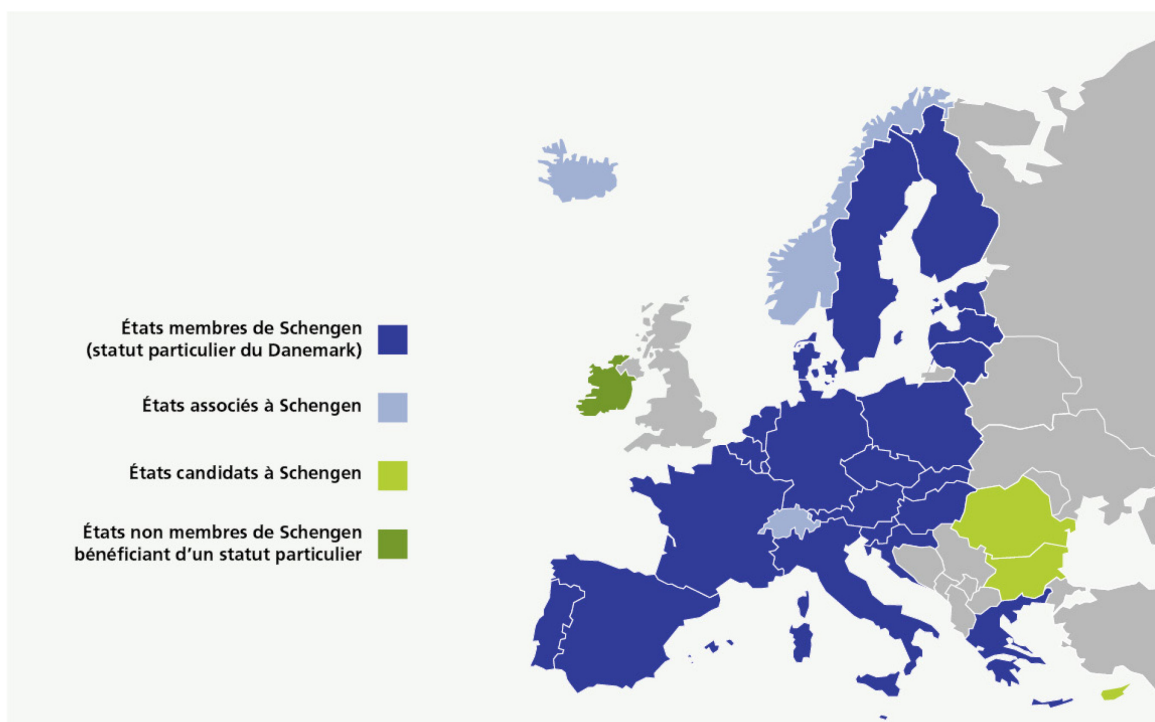 États membres de Schengen
(statut particulier du Danemark)
États associés à Schengen
États candidats à Schengen
États non membres de Schengen
bénéficiant d'un statut particulier